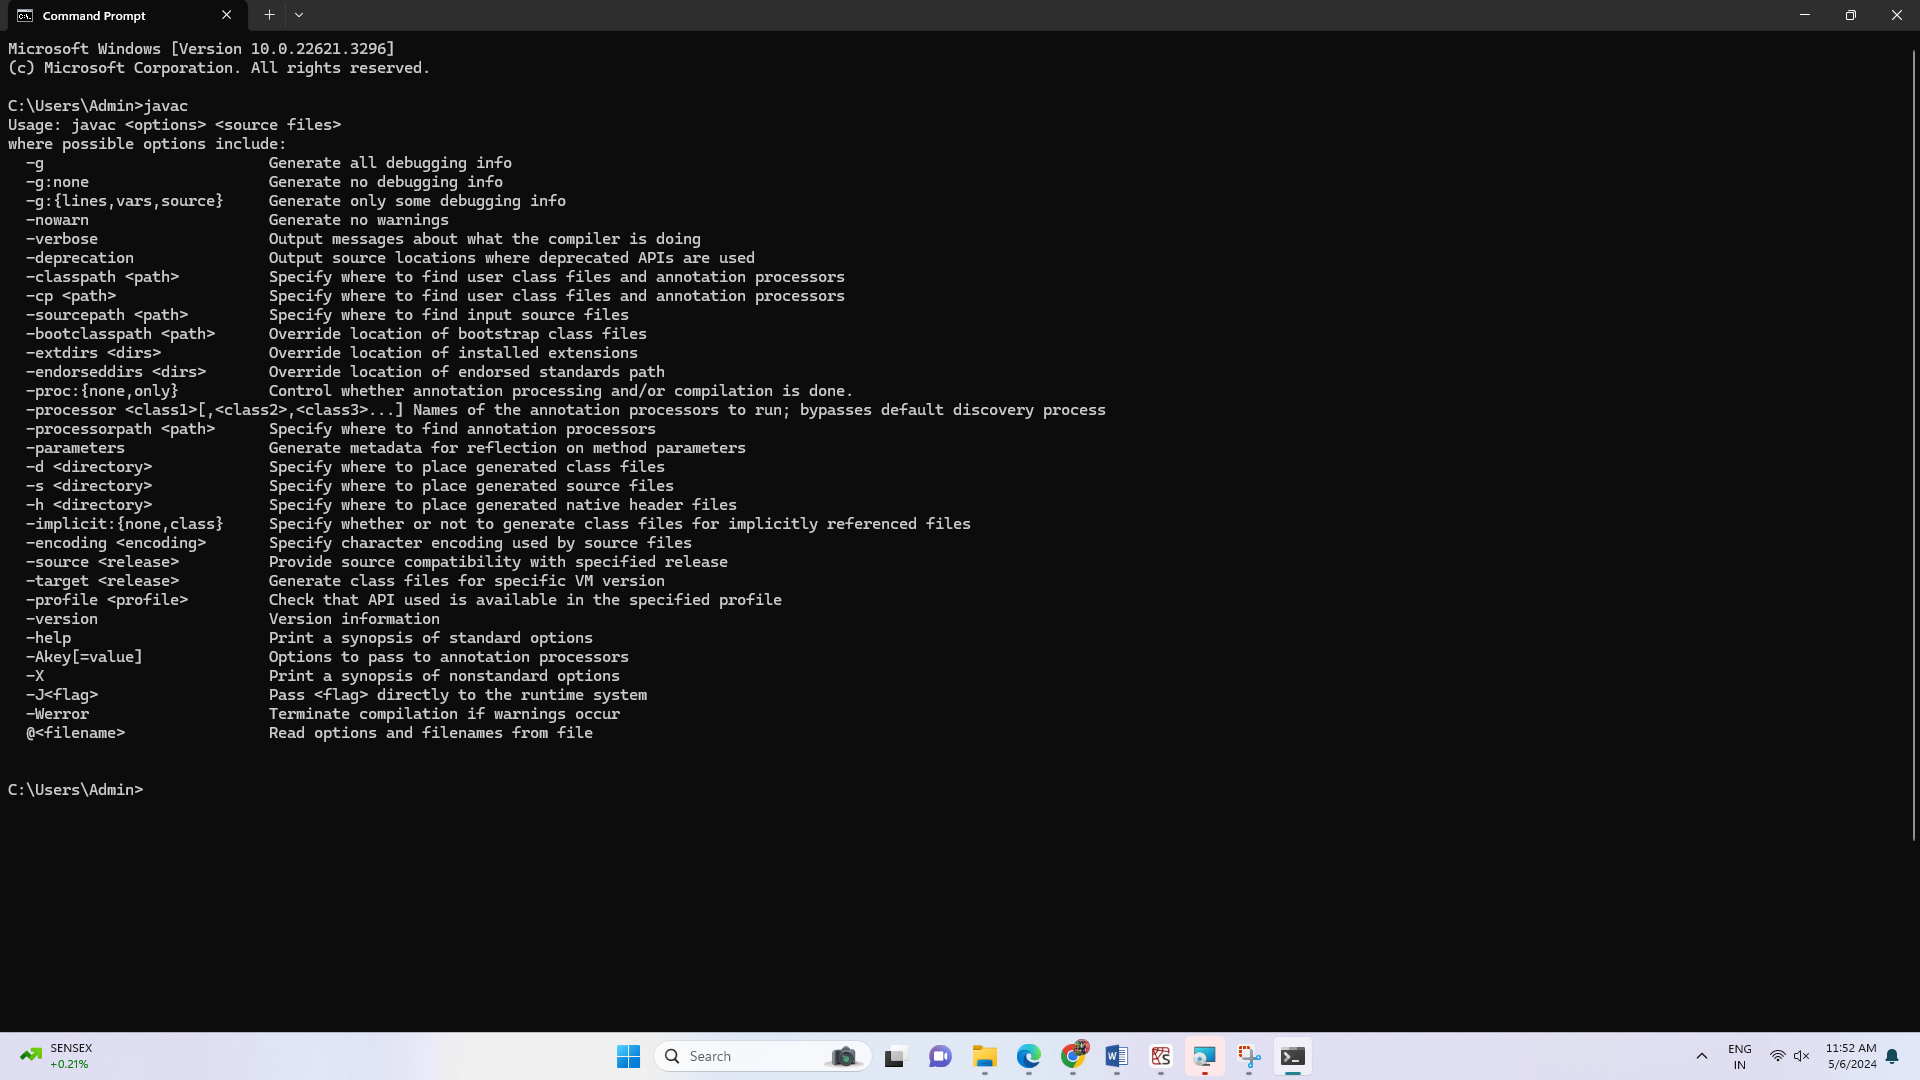 Command Prompt
Microsoft Windows [Version 10.0.22621.3296]
(c) Microsoft Corporation. All rights reserved.
C:\Users\Admin>javac
Usage: javac <options> <source files>
where possible options include:
  -g                         Generate all debugging info
  -g:none                    Generate no debugging info
  -g:{lines,vars,source}     Generate only some debugging info
  -nowarn                    Generate no warnings
  -verbose                   Output messages about what the compiler is doing
  -deprecation               Output source locations where deprecated APIs are used
  -classpath <path>          Specify where to find user class files and annotation processors
  -cp <path>                 Specify where to find user class files and annotation processors
  -sourcepath <path>         Specify where to find input source files
  -bootclasspath <path>      Override location of bootstrap class files
  -extdirs <dirs>            Override location of installed extensions
  -endorseddirs <dirs>       Override location of endorsed standards path
  -proc:{none,only}          Control whether annotation processing and/or compilation is done.
  -processor <class1>[,<class2>,<class3>...] Names of the annotation processors to run; bypasses default discovery process
  -processorpath <path>      Specify where to find annotation processors
  -parameters                Generate metadata for reflection on method parameters
  -d <directory>             Specify where to place generated class files
  -s <directory>             Specify where to place generated source files
  -h <directory>             Specify where to place generated native header files
  -implicit:{none,class}     Specify whether or not to generate class files for implicitly referenced files
  -encoding <encoding>       Specify character encoding used by source files
  -source <release>          Provide source compatibility with specified release
  -target <release>          Generate class files for specific VM version
  -profile <profile>         Check that API used is available in the specified profile
  -version                   Version information
  -help                      Print a synopsis of standard options
  -Akey[=value]              Options to pass to annotation processors
  -X                         Print a synopsis of nonstandard options
  -J<flag>                   Pass <flag> directly to the runtime system
  -Werror                    Terminate compilation if warnings occur
  @<filename>                Read options and filenames from file
C:\Users\Admin>
SENSEX
+0.21%
Search
ENG
IN
11:52 AM
5/6/2024